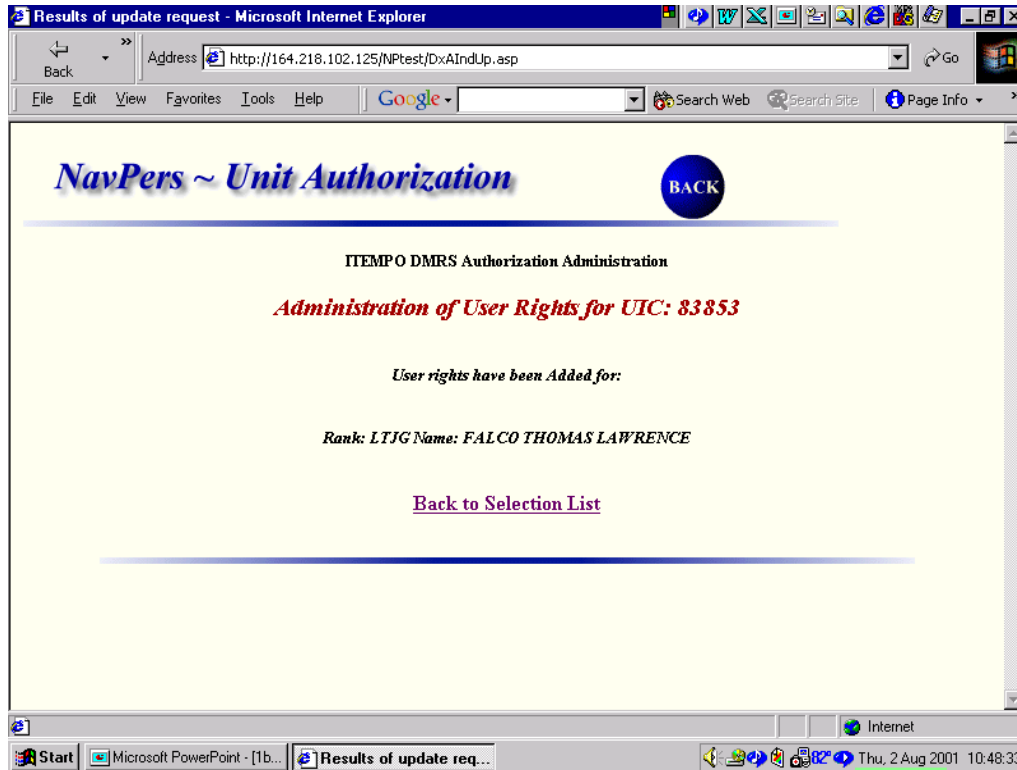 Results of update request - Microsoft Internet Explorer
Back
»
Address http://164.218.102.125/NPtest/DxAIndUp.asp
Go
File Edit View Favorites Tools Help
Google
Search Web
Search Site
Page Info
»
NavPers ~ Unit Authorization
BACK
ITEMPO DMRS Authorization Administration
Administration of User Rights for UIC: 83853
User rights have been Added for:
Rank: LTJG Name: FALCO THOMAS LAWRENCE
Back to Selection List
Internet
Start
Microsoft PowerPoint - [1b...
Results of update req...
82°
Thu, 2 Aug 2001 10:48:33